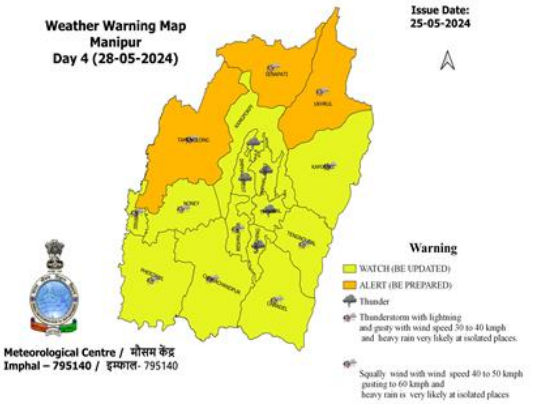 Weather Warning Map
Manipur
Day 4 (28-05-2024)
Issue Date:
25-05-2024
SENAPATI
UKHRUL
KANGPOKPI
TAMENGLONG
KAMJONG
NONEY
TENGNOUPAL
PHERZAWL
CHURACHANDPUR
CHANDEL
Warning
WATCH (BE UPDATED)
ALERT (BE PREPARED)
Thunder
Thunderstorm with lightning
and gusty with wind speed 30 to 40 kmph
and heavy rain very likely at isolated places.
Squally wind with wind speed 40 to 50 kmph
gusting to 60 kmph and
heavy rain is very likely at isolated places
Meteorological Centre / मौसम केंद्र
Imphal – 795140 / इम्फाल- 795140